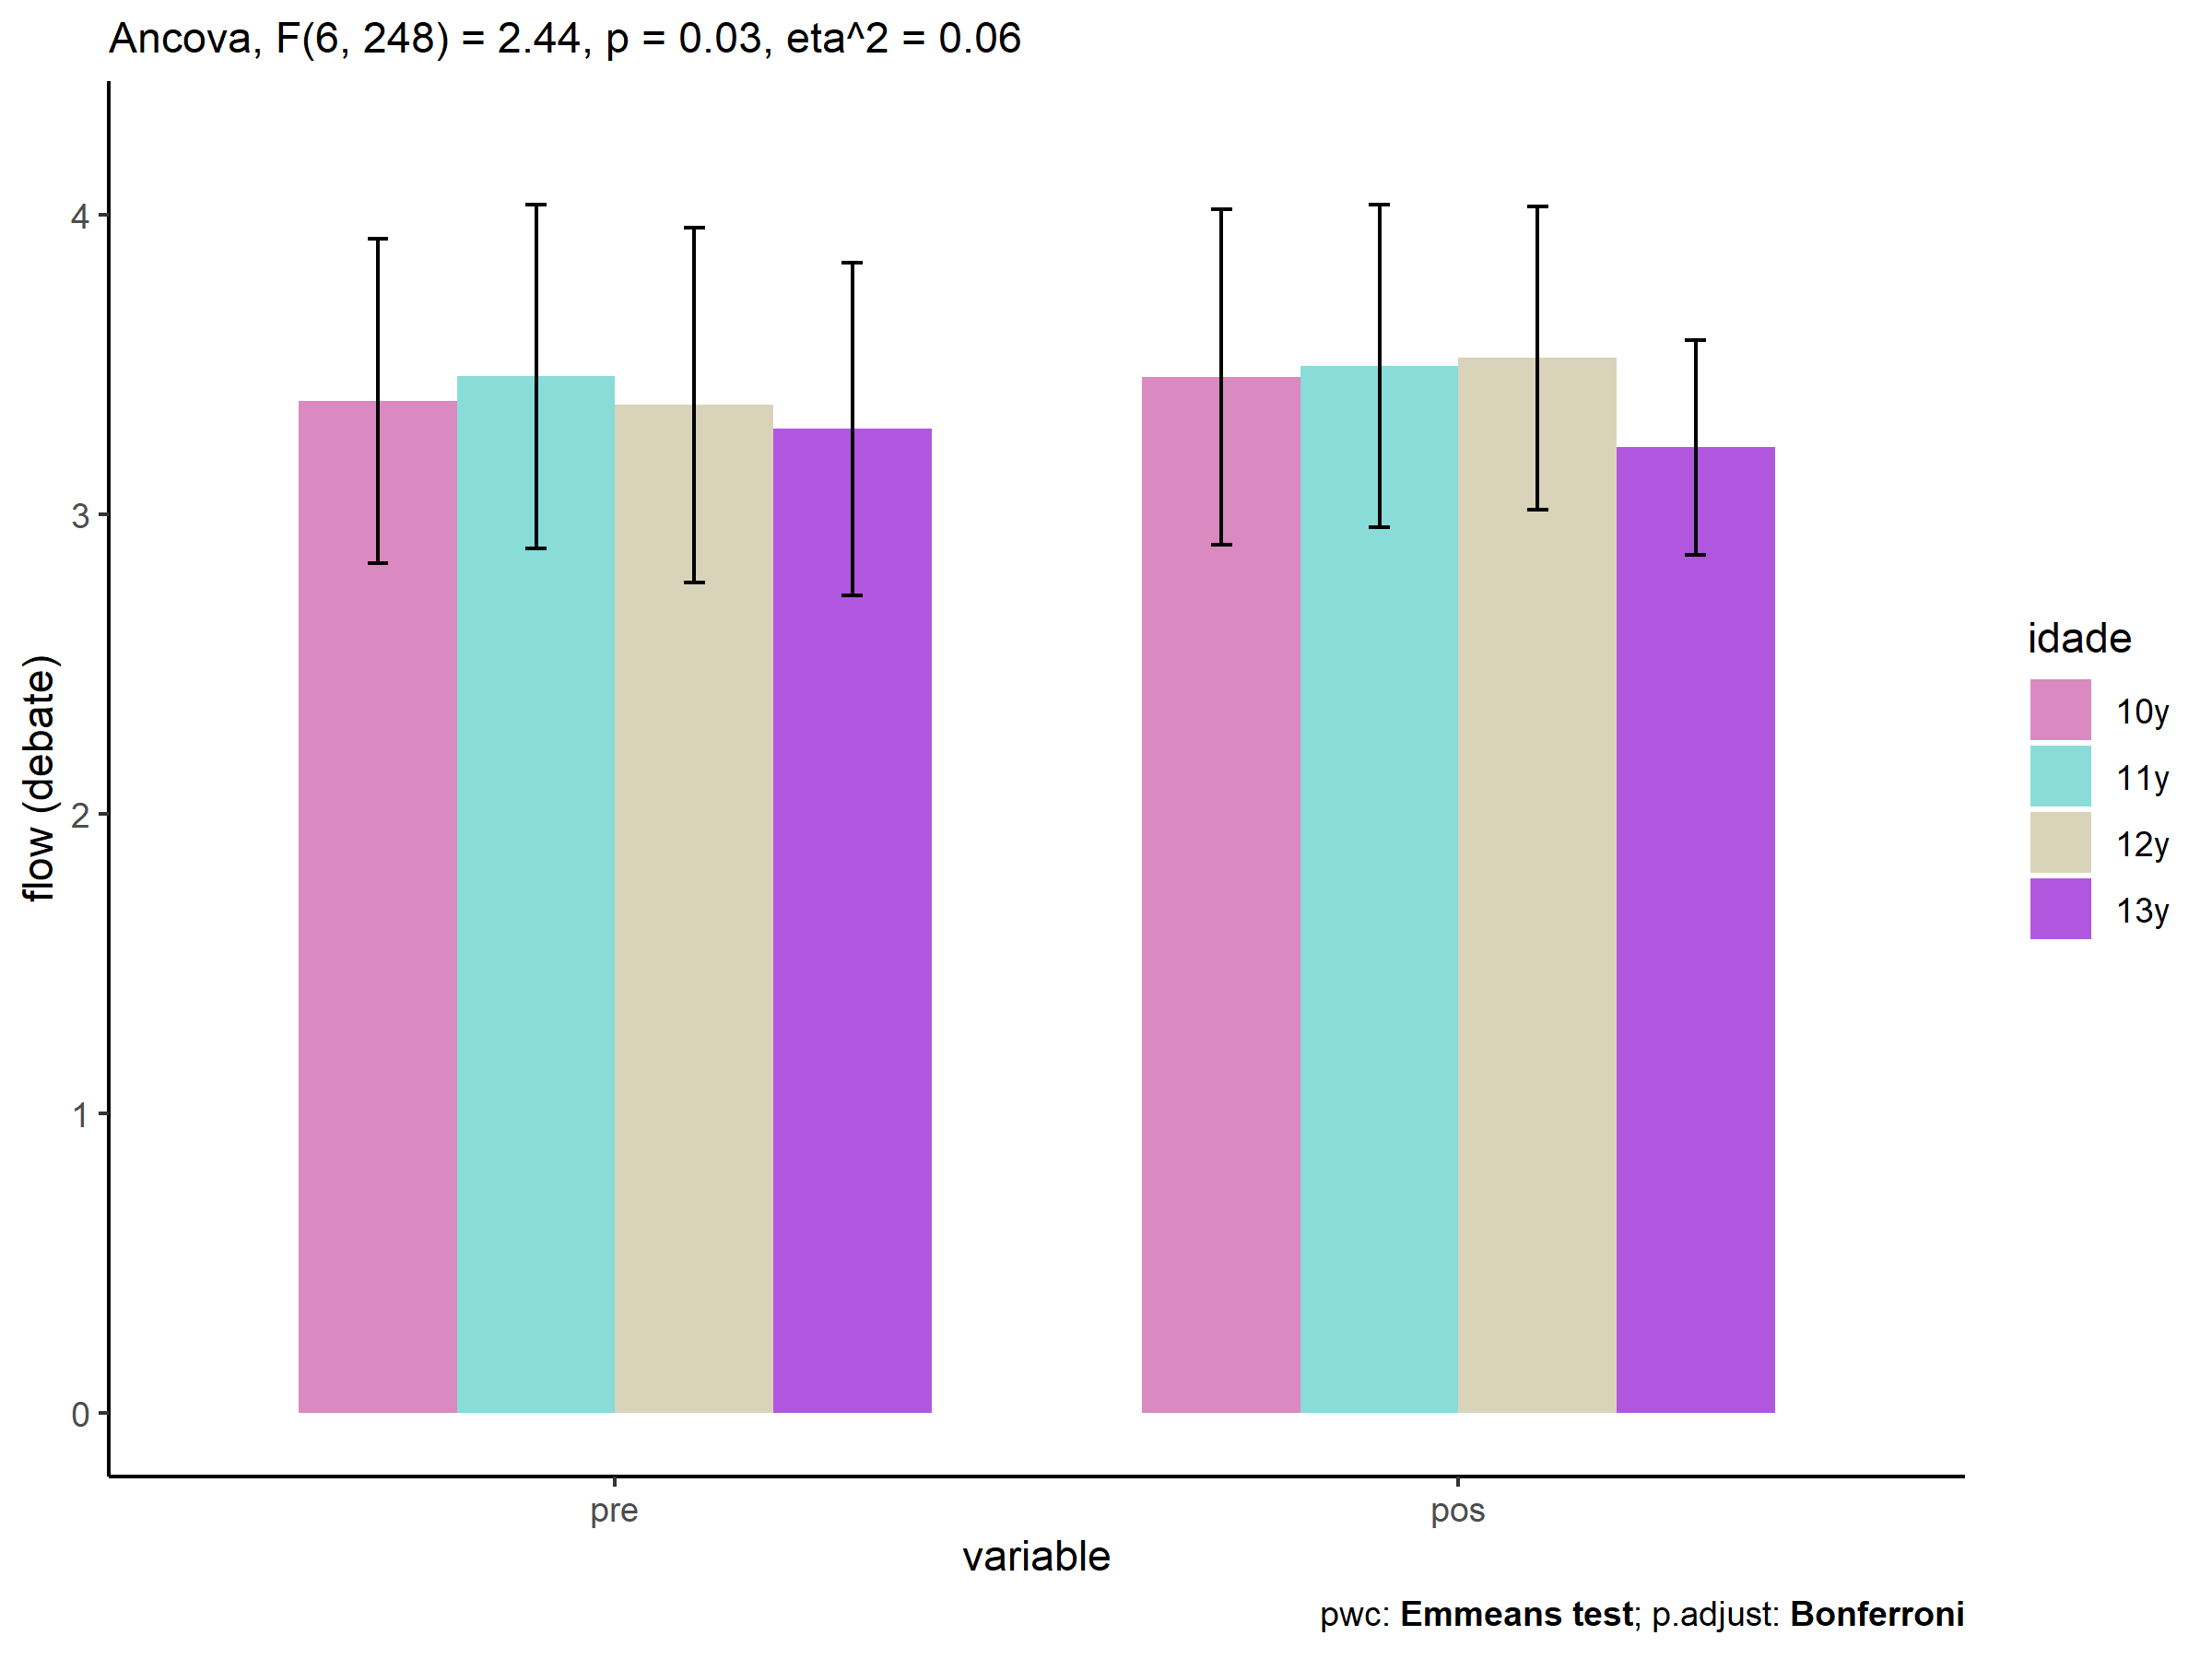 Ancova, F(6, 248) = 2.44, p = 0.03, eta^2 = 0.06
4
3
2
1
0
flow (debate)
pre
pos
variable
idade
10y
11y
12y
13y
pwc: Emmeans test; p.adjust: Bonferroni